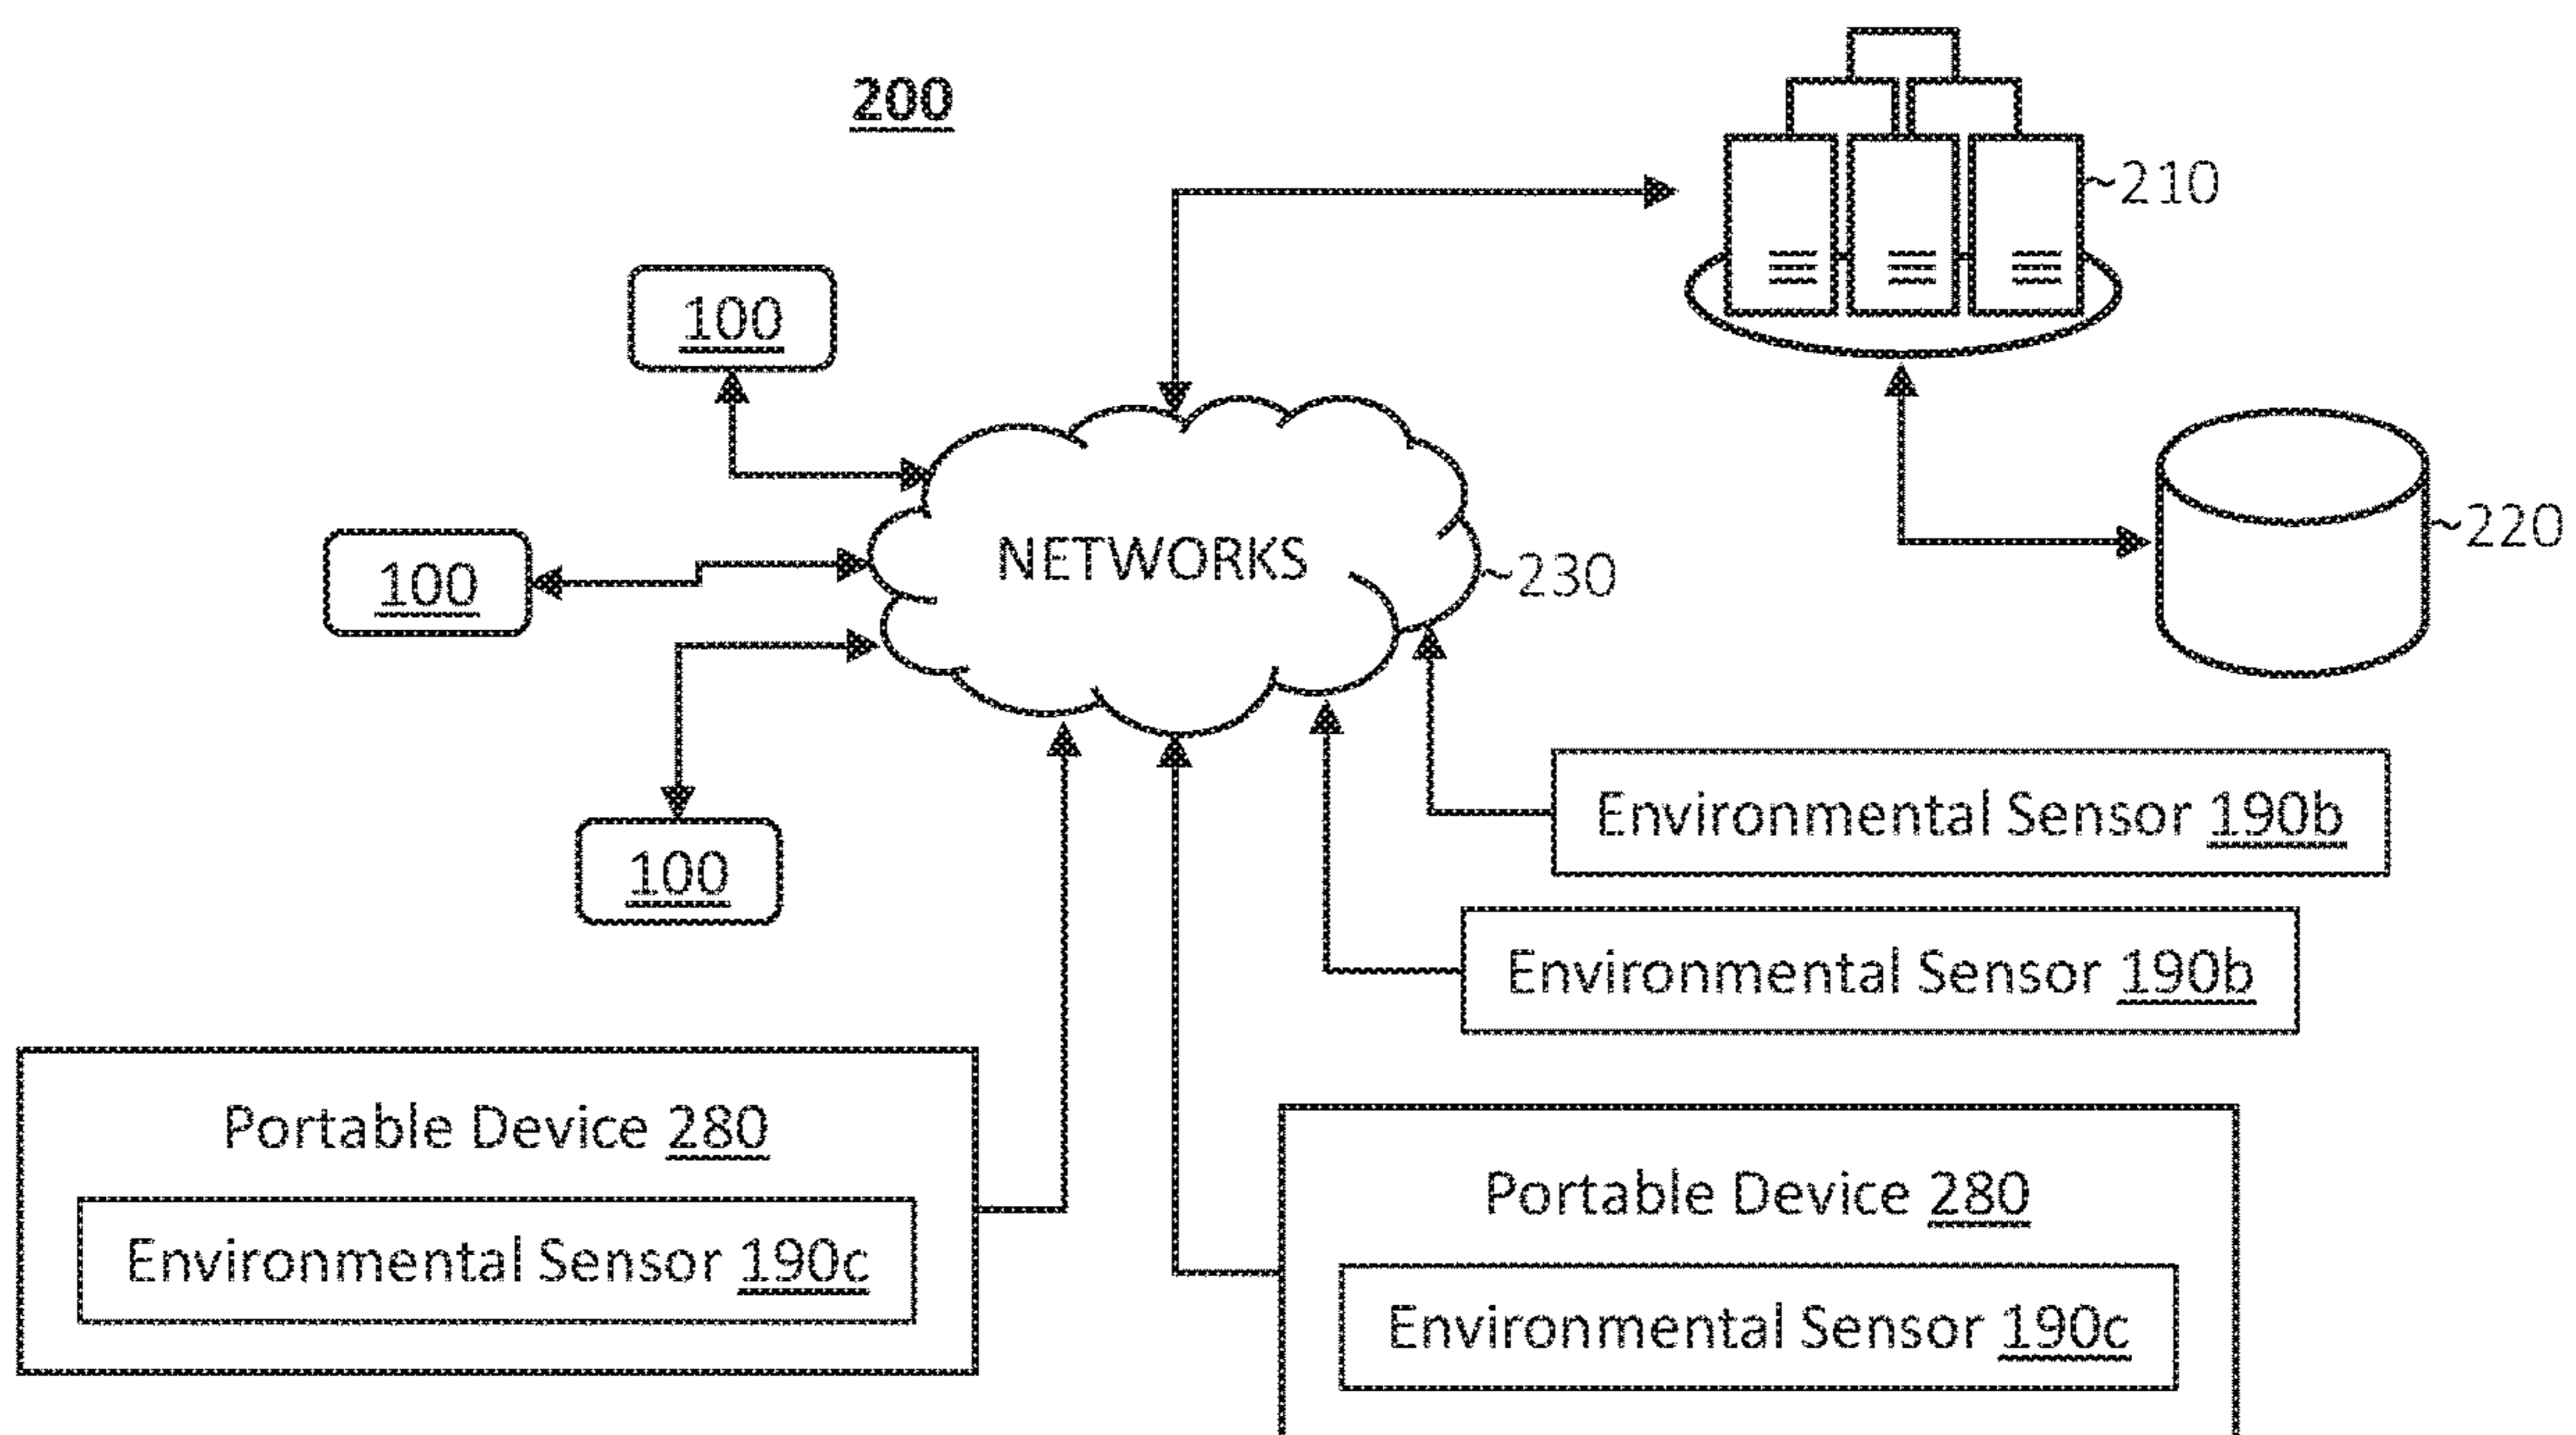 200
~210
100
~220
NETWORKS
~230
100
100
Environmental Sensor 190b
Environmental Sensor 190b
Portable Device 280
Environmental Sensor 190c
Portable Device 280
Environmental Sensor 190c